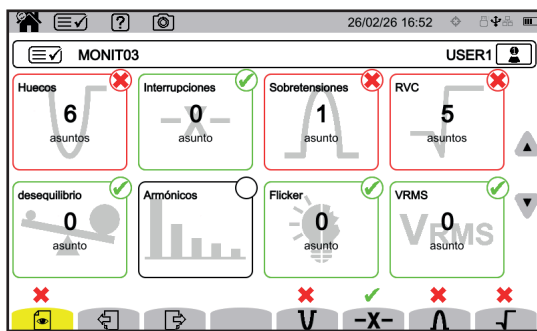 26/02/26 16:52
MONIT03 USER1
Huecos
6
asuntos
Interrupciones
0
asunto
Sobretensiones
1
asunto
RVC
5
asuntos
desequilibrio
0
asunto
Armónicos
Flicker
0
asunto
VRMS
VRMS
0
asunto
-X-